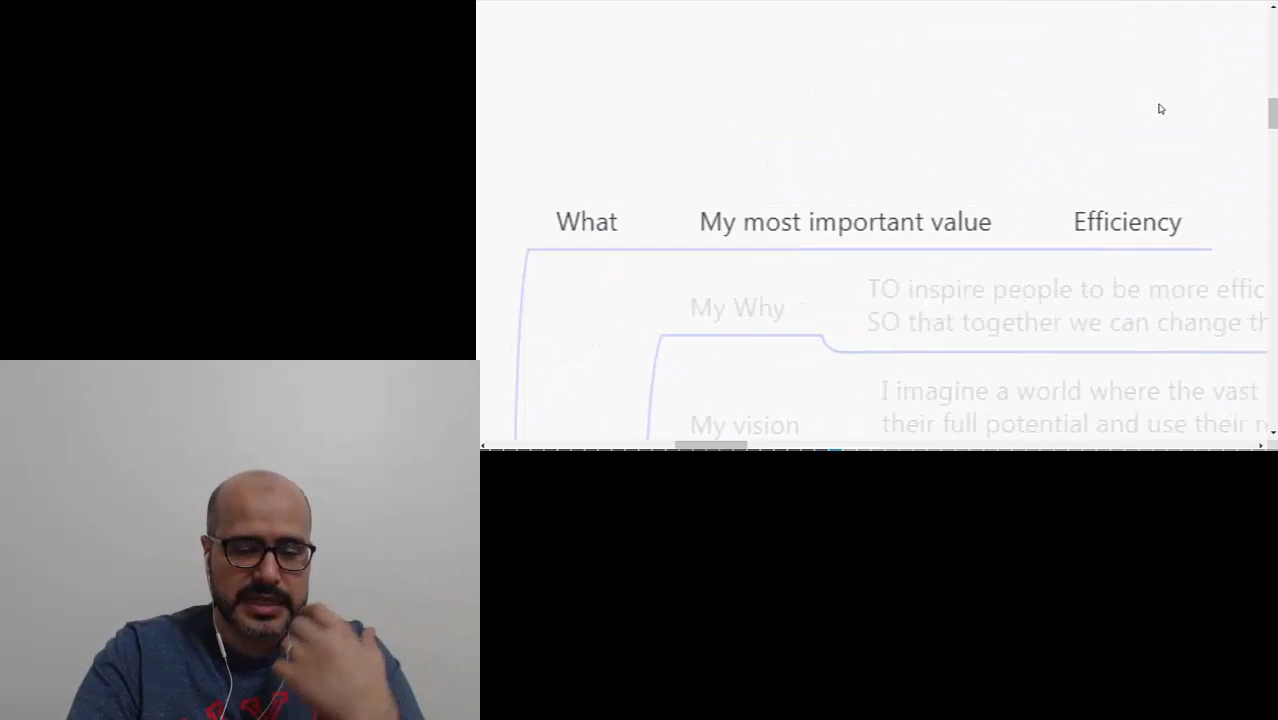 What My most important value Efficiency
My Why
TO inspire people to be more effic
SO that together we can change th
My vision
I imagine a world where the vast
their full potential and use their r